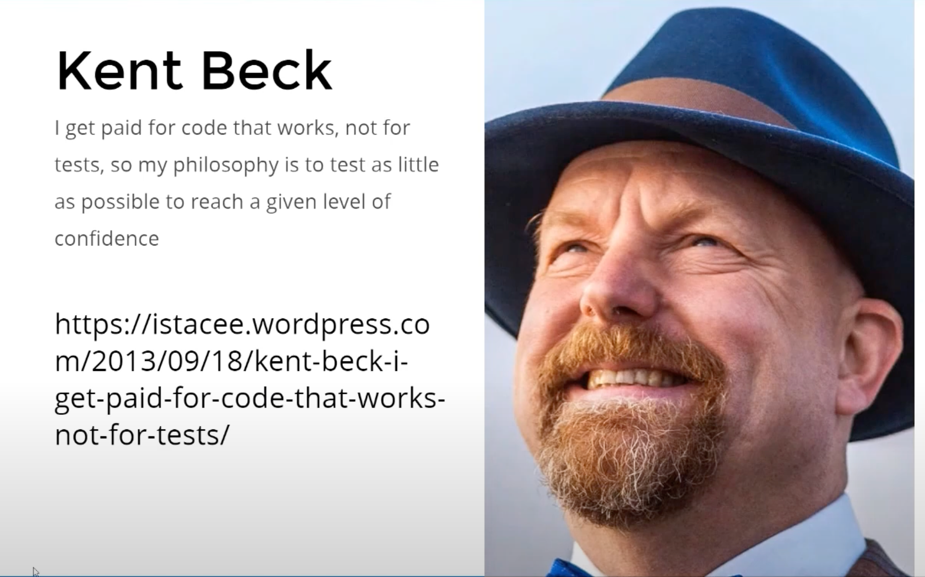 Kent Beck
I get paid for code that works, not for
tests, so my philosophy is to test as little
as possible to reach a given level of
confidence
https://istacee.wordpress.co
m/2013/09/18/kent-beck-i-
get-paid-for-code-that-works-
not-for-tests/